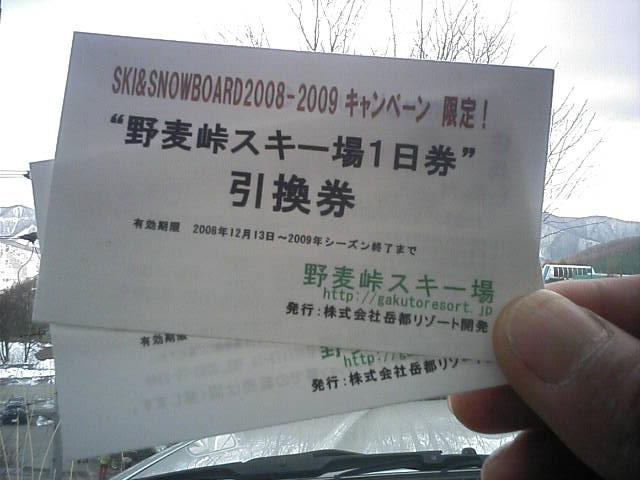 SKI&SNOWBOARD2008-2009 キャンペーン 限定!
“野麦峠スキー場1日券”
引換券
有効期限 2008年12月13日~2009年シーズン終了まで
野麦峠スキー場
http://gakutoresort.jp
発行:株式会社岳都リゾート開発
有効期限
野
http://g
発行:株式会社岳都リゾート